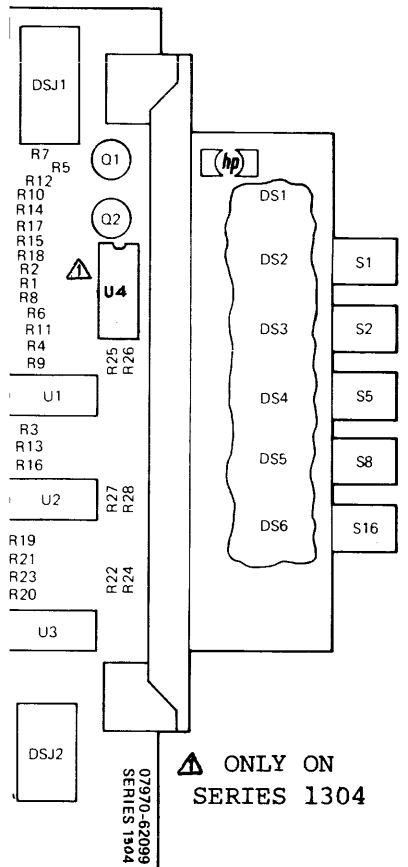 DSJ1
R7
R5
R12
R10
R14
R17
R15
R18
R2
R1
R8
R6
R11
R4
R9
Q1
Q2
1
U4
R25
R26
U1
R3
R13
R16
U2
R27
R28
R19
R21
R23
R20
R22
R24
U3
DSJ2
07970-62099
SERIES 1304
hp
DS1
DS2
DS3
DS4
DS5
DS6
S1
S2
S5
S8
S16
1 ONLY ON
SERIES 1304